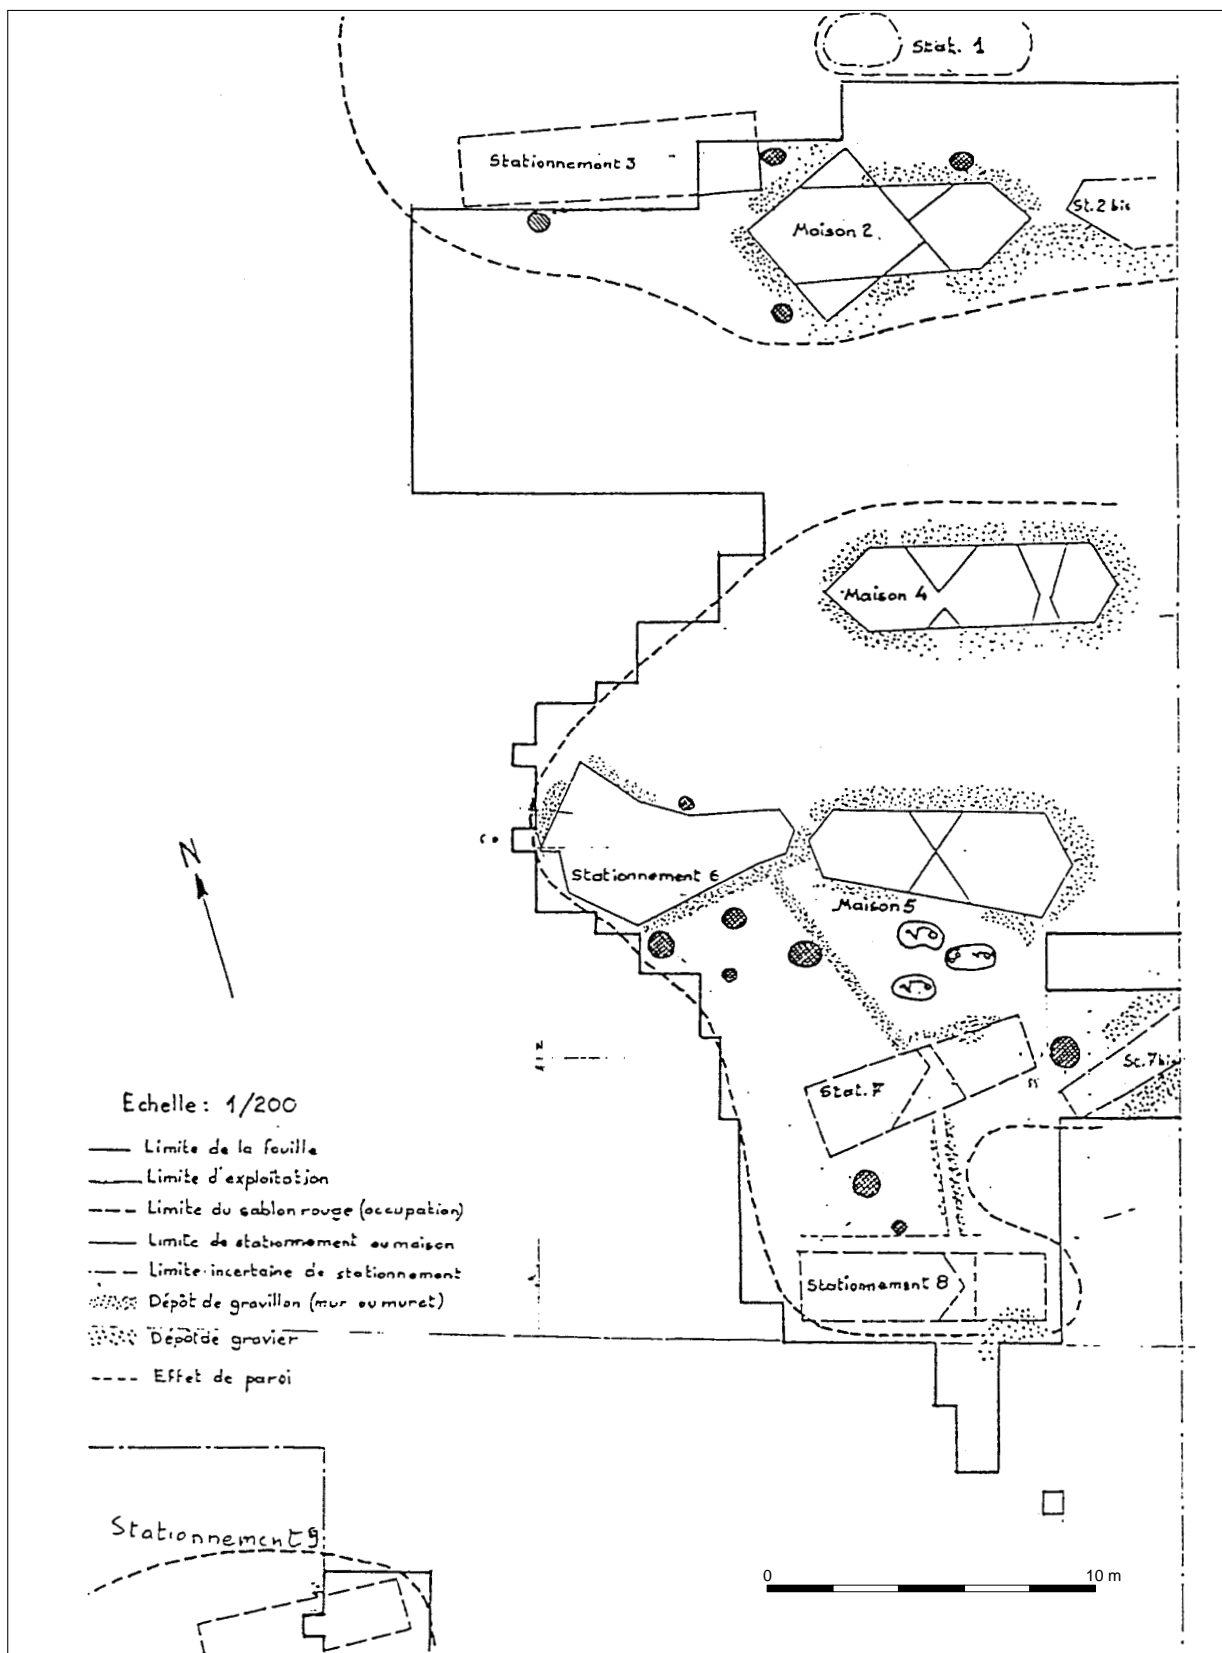 Stat. 1
Stationnement 3
Maison 2
St. 2 bis
Maison 4
N
Stationnement 6
Maison 5
Stat. 7
St. 7 bis
Echelle: 1/200
Limite de la fouille
Limite d'exploitation
Limite du sablon rouge (occupation)
Limite de stationnement ou maison
Limite incertaine de stationnement
Dépôt de gravillon (mur ou muret)
Dépôt de gravier
Effet de paroi
Stationnement 8
Stationnement 9
0 10 m